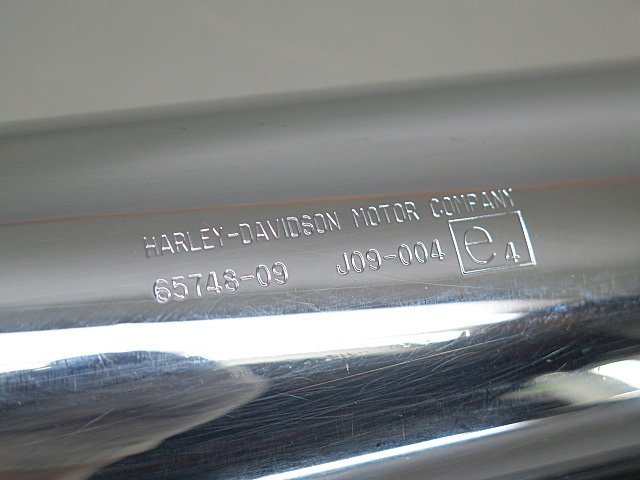 HARLEY-DAVIDSON MOTOR COMPANY
65748-09 J09-004 e4